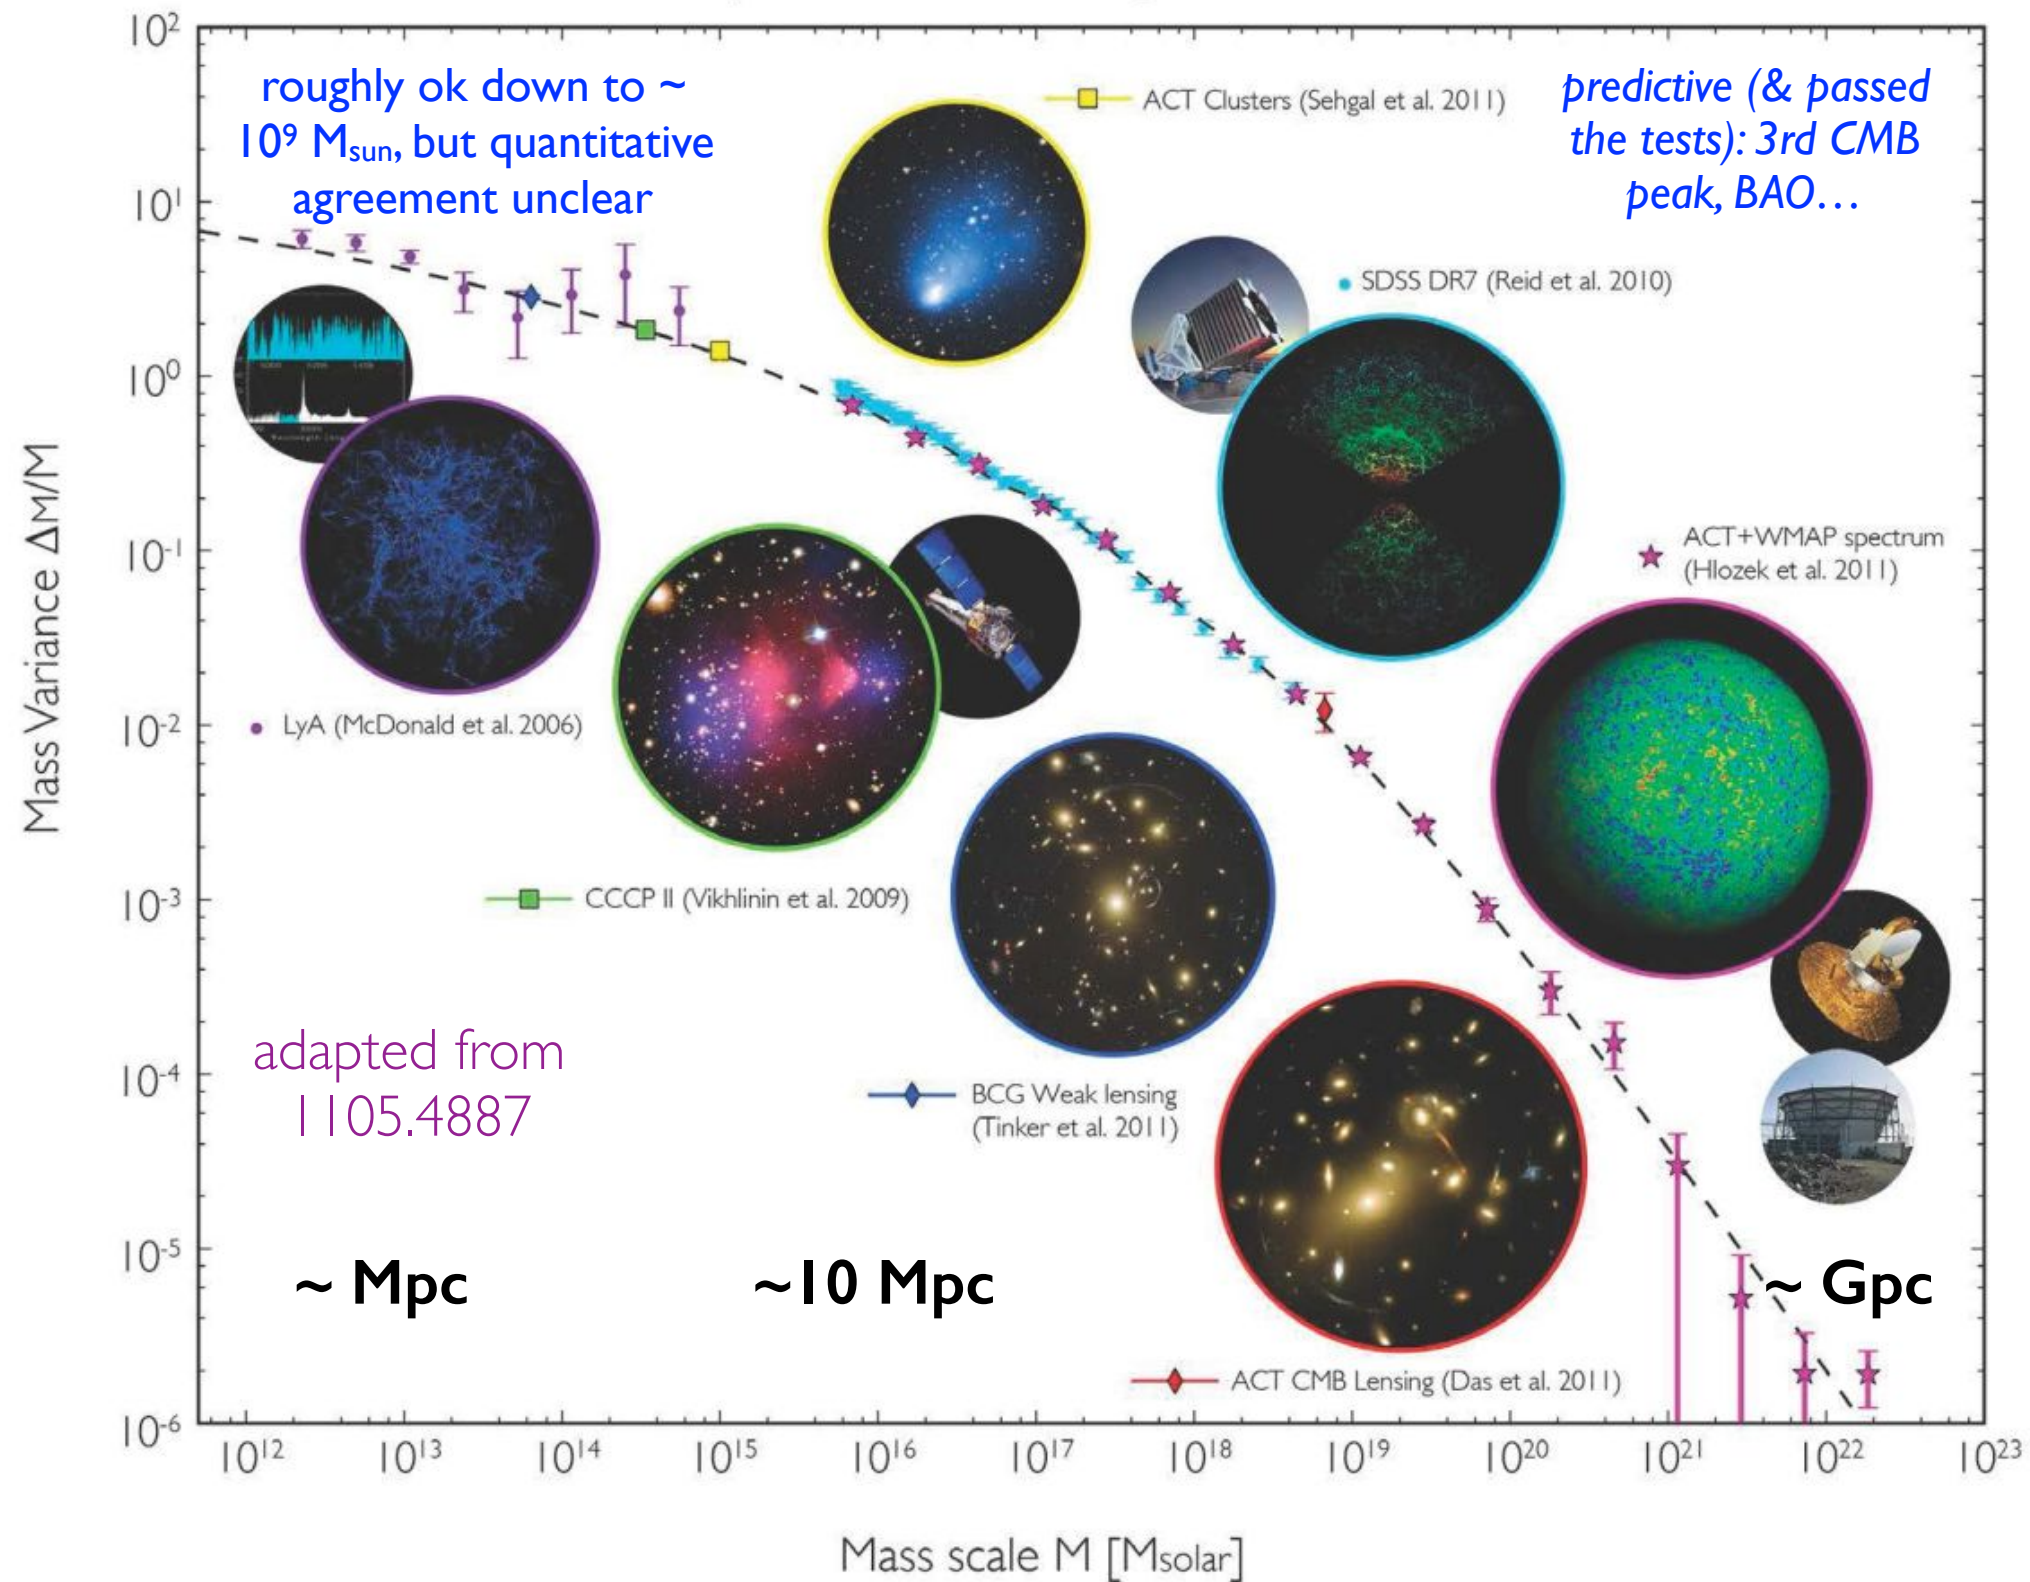 10²
10¹
10⁰
10⁻¹
10⁻²
10⁻³
10⁻⁴
10⁻⁵
10⁻⁶
Mass Variance ΔM/M
roughly ok down to ~
10⁹ Msun, but quantitative
agreement unclear
ACT Clusters (Sehgal et al. 2011)
predictive (& passed
the tests): 3rd CMB
peak, BAO…
SDSS DR7 (Reid et al. 2010)
ACT+WMAP spectrum
(Hlozek et al. 2011)
LyA (McDonald et al. 2006)
CCCP II (Vikhlinin et al. 2009)
adapted from
1105.4887
BCG Weak lensing
(Tinker et al. 2011)
~ Mpc
~10 Mpc
~ Gpc
ACT CMB Lensing (Das et al. 2011)
10¹²
10¹³
10¹⁴
10¹⁵
10¹⁶
10¹⁷
10¹⁸
10¹⁹
10²⁰
10²¹
10²²
10²³
Mass scale M [Msolar]